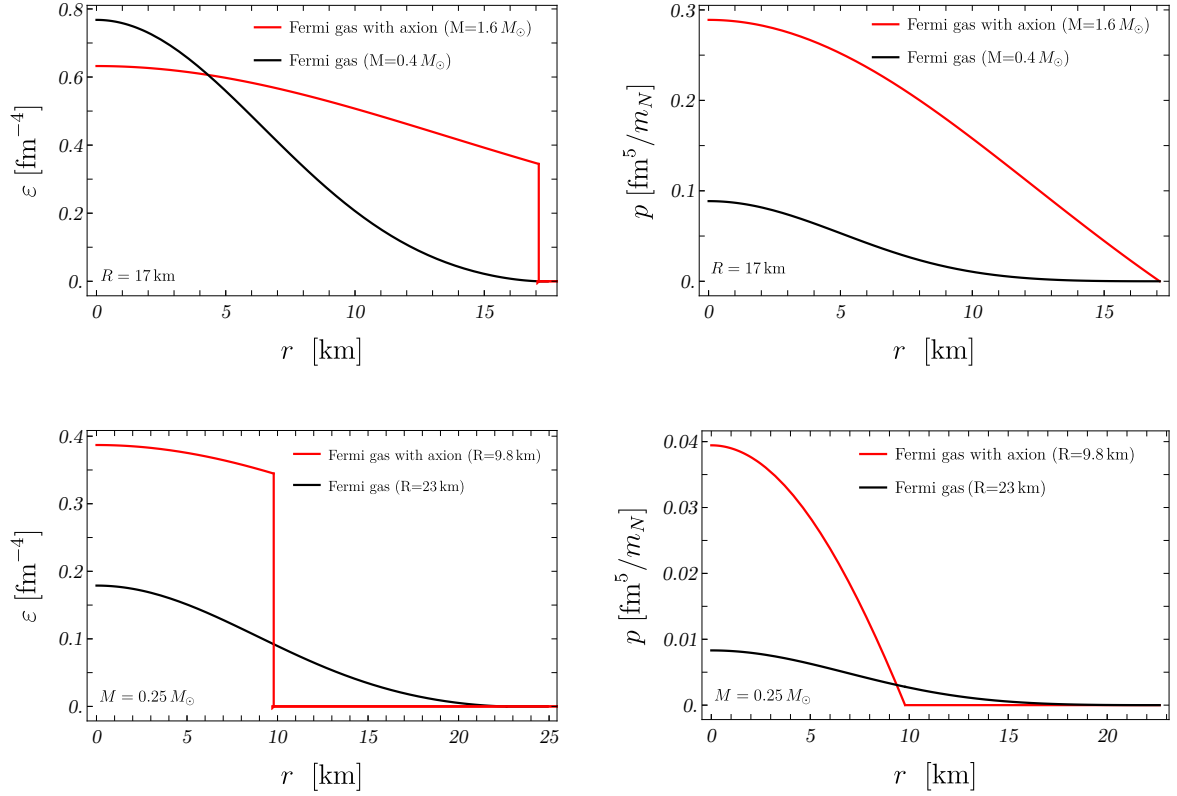 0.8
0.6
0.4
0.2
0.
ε [fm⁻⁴]
Fermi gas with axion (M=1.6 M⊙)
Fermi gas (M=0.4 M⊙)
R = 17 km
0 5 10 15
r [km]
0.3
0.2
0.1
0.
p [fm⁵/m_N]
Fermi gas with axion (M=1.6 M⊙)
Fermi gas (M=0.4 M⊙)
R = 17 km
0 5 10 15
r [km]
0.4
0.3
0.2
0.1
0.
ε [fm⁻⁴]
Fermi gas with axion (R=9.8 km)
Fermi gas (R=23 km)
M = 0.25 M⊙
0 5 10 15 20 25
r [km]
0.04
0.03
0.02
0.01
0.
p [fm⁵/m_N]
Fermi gas with axion (R=9.8 km)
Fermi gas (R=23 km)
M = 0.25 M⊙
0 5 10 15 20
r [km]